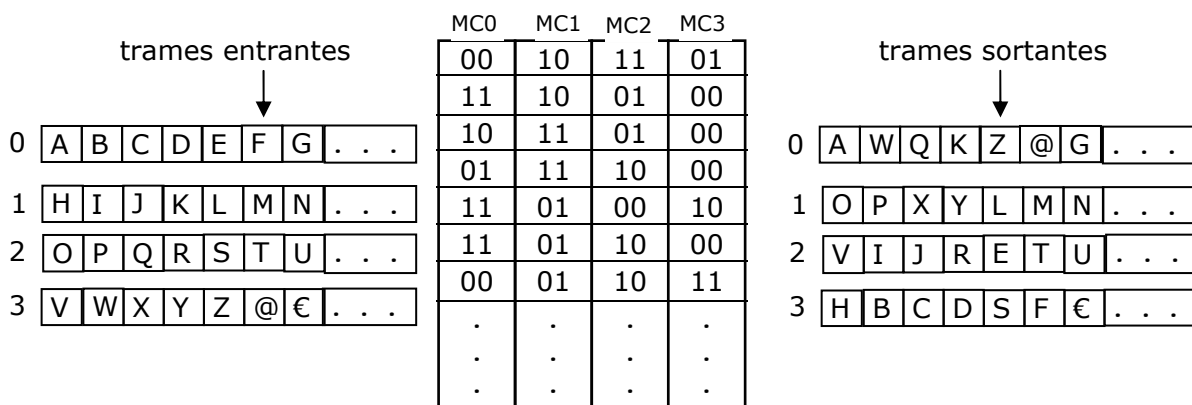 MC0 MC1 MC2 MC3
trames entrantes
00 10 11 01
trames sortantes
11 10 01 00
0 A B C D E F G . . .
10 11 01 00
0 A W Q K Z @ G . . .
01 11 10 00
1 H I J K L M N . . .
11 01 00 10
1 O P X Y L M N . . .
2 O P Q R S T U . . .
11 01 10 00
2 V I J R E T U . . .
3 V W X Y Z @ € . . .
00 01 10 11
3 H B C D S F € . . .
. . . .
. . . .
. . . .